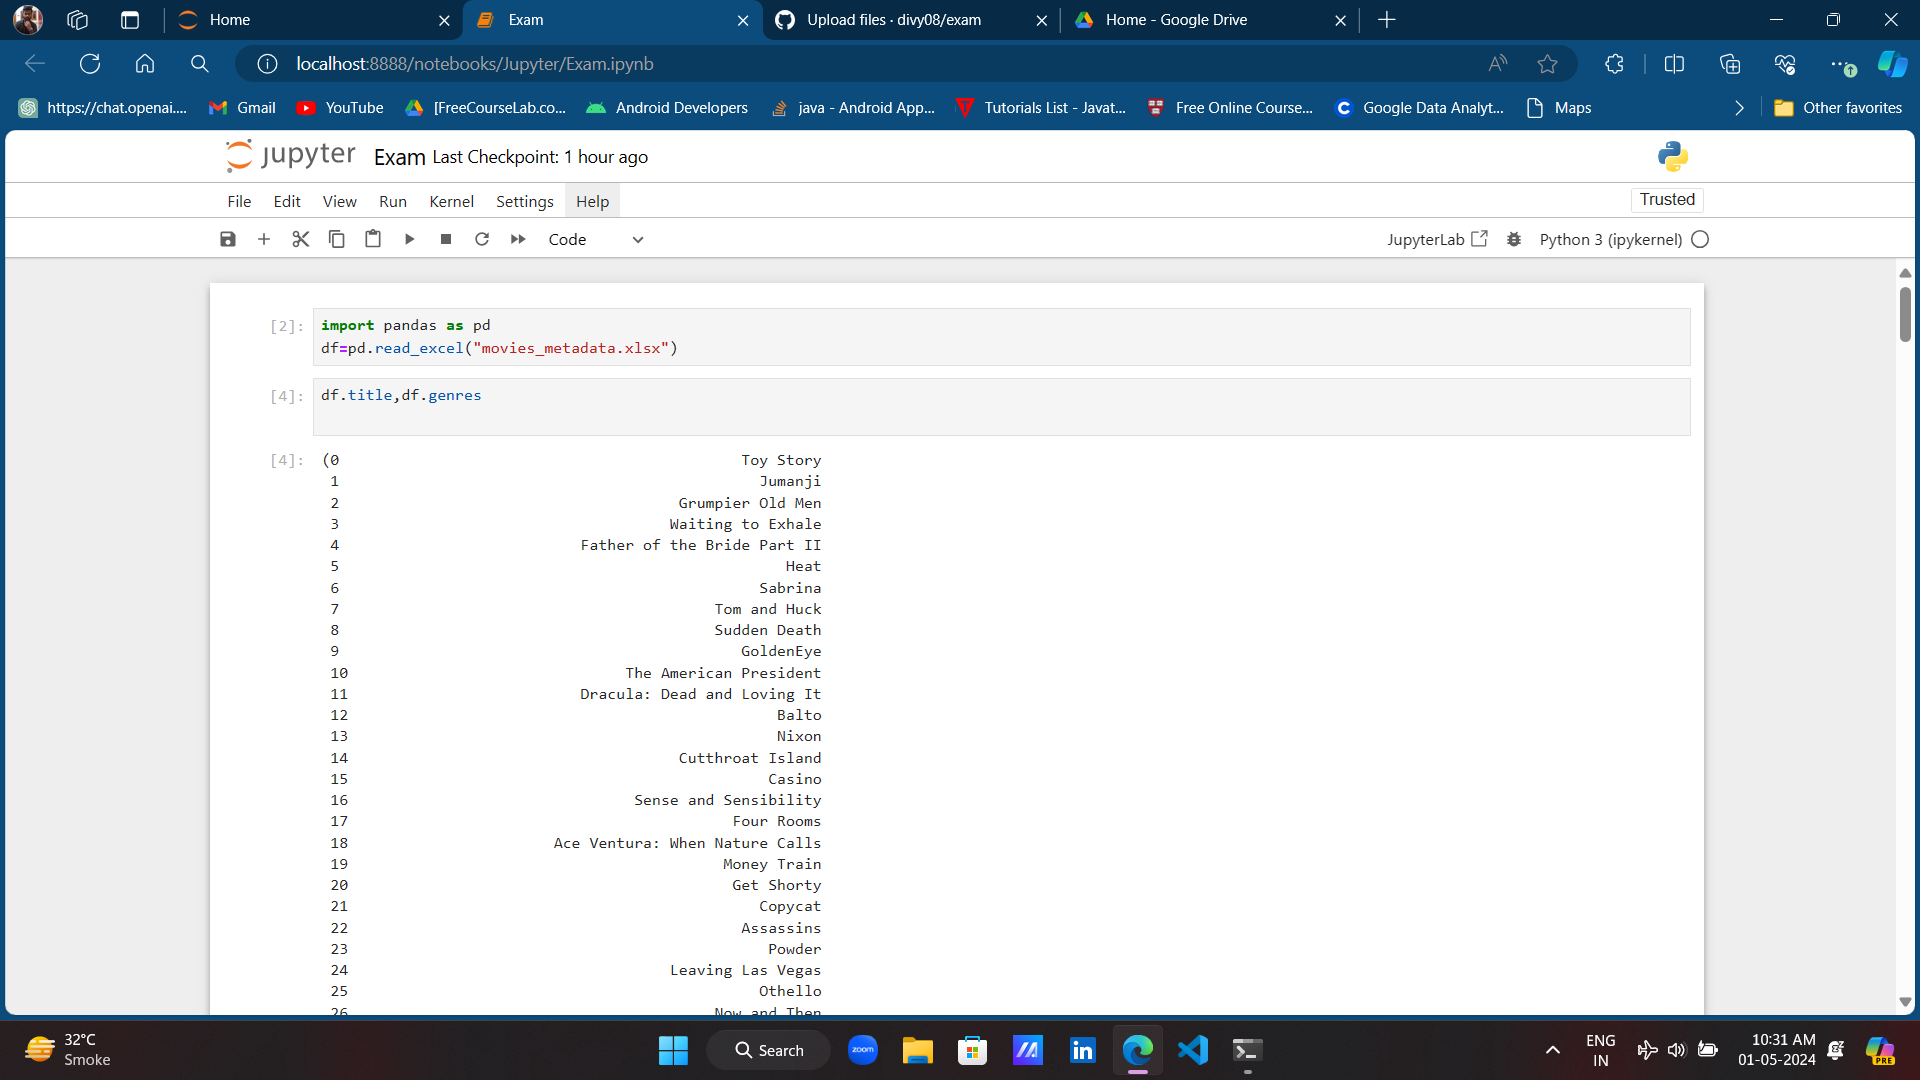 Home
Exam
Upload files · divy08/exam
Home - Google Drive
localhost:8888/notebooks/Jupyter/Exam.ipynb
https://chat.openai....
Gmail
YouTube
[FreeCourseLab.co...
Android Developers
java - Android App...
Tutorials List - Javat...
Free Online Course...
Google Data Analyt...
Maps
Other favorites
jupyter Exam Last Checkpoint: 1 hour ago
File Edit View Run Kernel Settings Help
Trusted
Code
JupyterLab
Python 3 (ipykernel)
[2]: import pandas as pd
df=pd.read_excel("movies_metadata.xlsx")
[4]: df.title,df.genres
[4]: (0 Toy Story
1 Jumanji
2 Grumpier Old Men
3 Waiting to Exhale
4 Father of the Bride Part II
5 Heat
6 Sabrina
7 Tom and Huck
8 Sudden Death
9 GoldenEye
10 The American President
11 Dracula: Dead and Loving It
12 Balto
13 Nixon
14 Cutthroat Island
15 Casino
16 Sense and Sensibility
17 Four Rooms
18 Ace Ventura: When Nature Calls
19 Money Train
20 Get Shorty
21 Copycat
22 Assassins
23 Powder
24 Leaving Las Vegas
25 Othello
26 Now and Then
32°C
Smoke
Search
zoom
ENG
IN
10:31 AM
01-05-2024
PRE